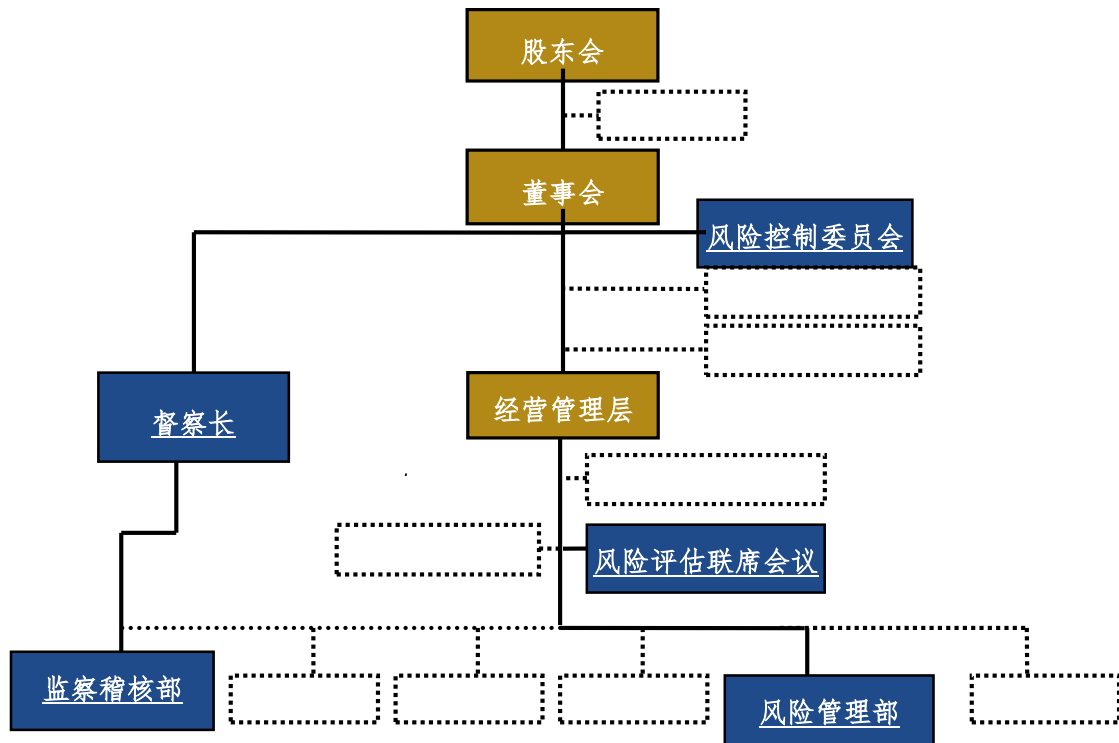 股东会
董事会
风险控制委员会
督察长
经营管理层
风险评估联席会议
监察稽核部
风险管理部